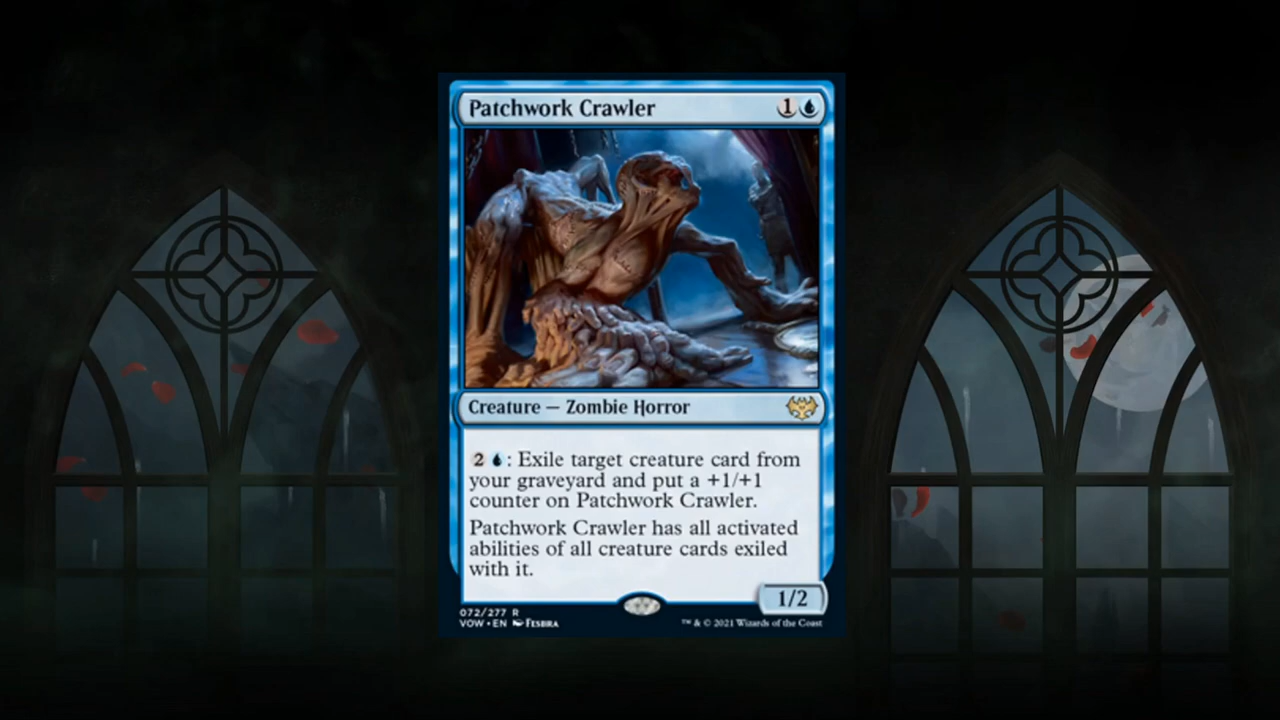 Patchwork Crawler 1
Creature — Zombie Horror
2 : Exile target creature card from
your graveyard and put a +1/+1
counter on Patchwork Crawler.
Patchwork Crawler has all activated
abilities of all creature cards exiled
with it.
1/2
072/277 R
VOW • EN FESBRA
™ & © 2021 Wizards of the Coast